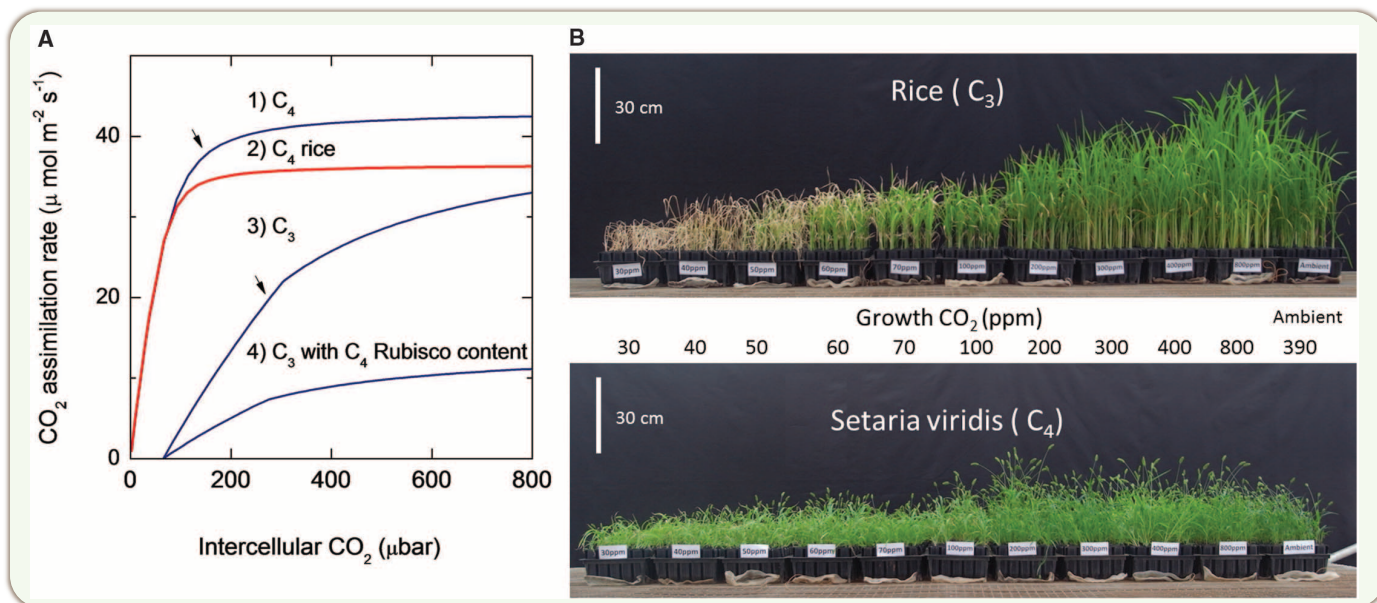 A
CO₂ assimilation rate (μ mol m⁻² s⁻¹)
40
20
0
1) C₄
2) C₄ rice
3) C₃
4) C₃ with C₄ Rubisco content
0 200 400 600 800
Intercellular CO₂ (μbar)
B
Rice ( C₃)
30 cm
30ppm 40ppm 50ppm 60ppm 70ppm 100ppm 200ppm 300ppm 400ppm 800ppm Ambient
Growth CO₂ (ppm) Ambient
30 40 50 60 70 100 200 300 400 800 390
Setaria viridis ( C₄)
30 cm
30ppm 40ppm 50ppm 60ppm 70ppm 100ppm 200ppm 300ppm 400ppm 800ppm Ambient